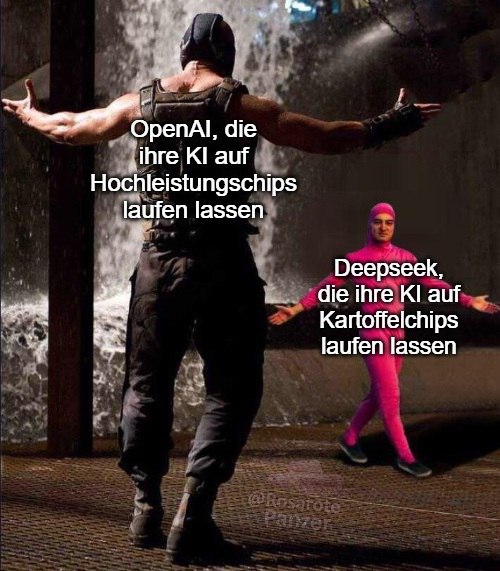 OpenAI, die
ihre KI auf
Hochleistungschips
laufen lassen
Deepseek,
die ihre KI auf
Kartoffelchips
laufen lassen
@Rosarote
Panzer